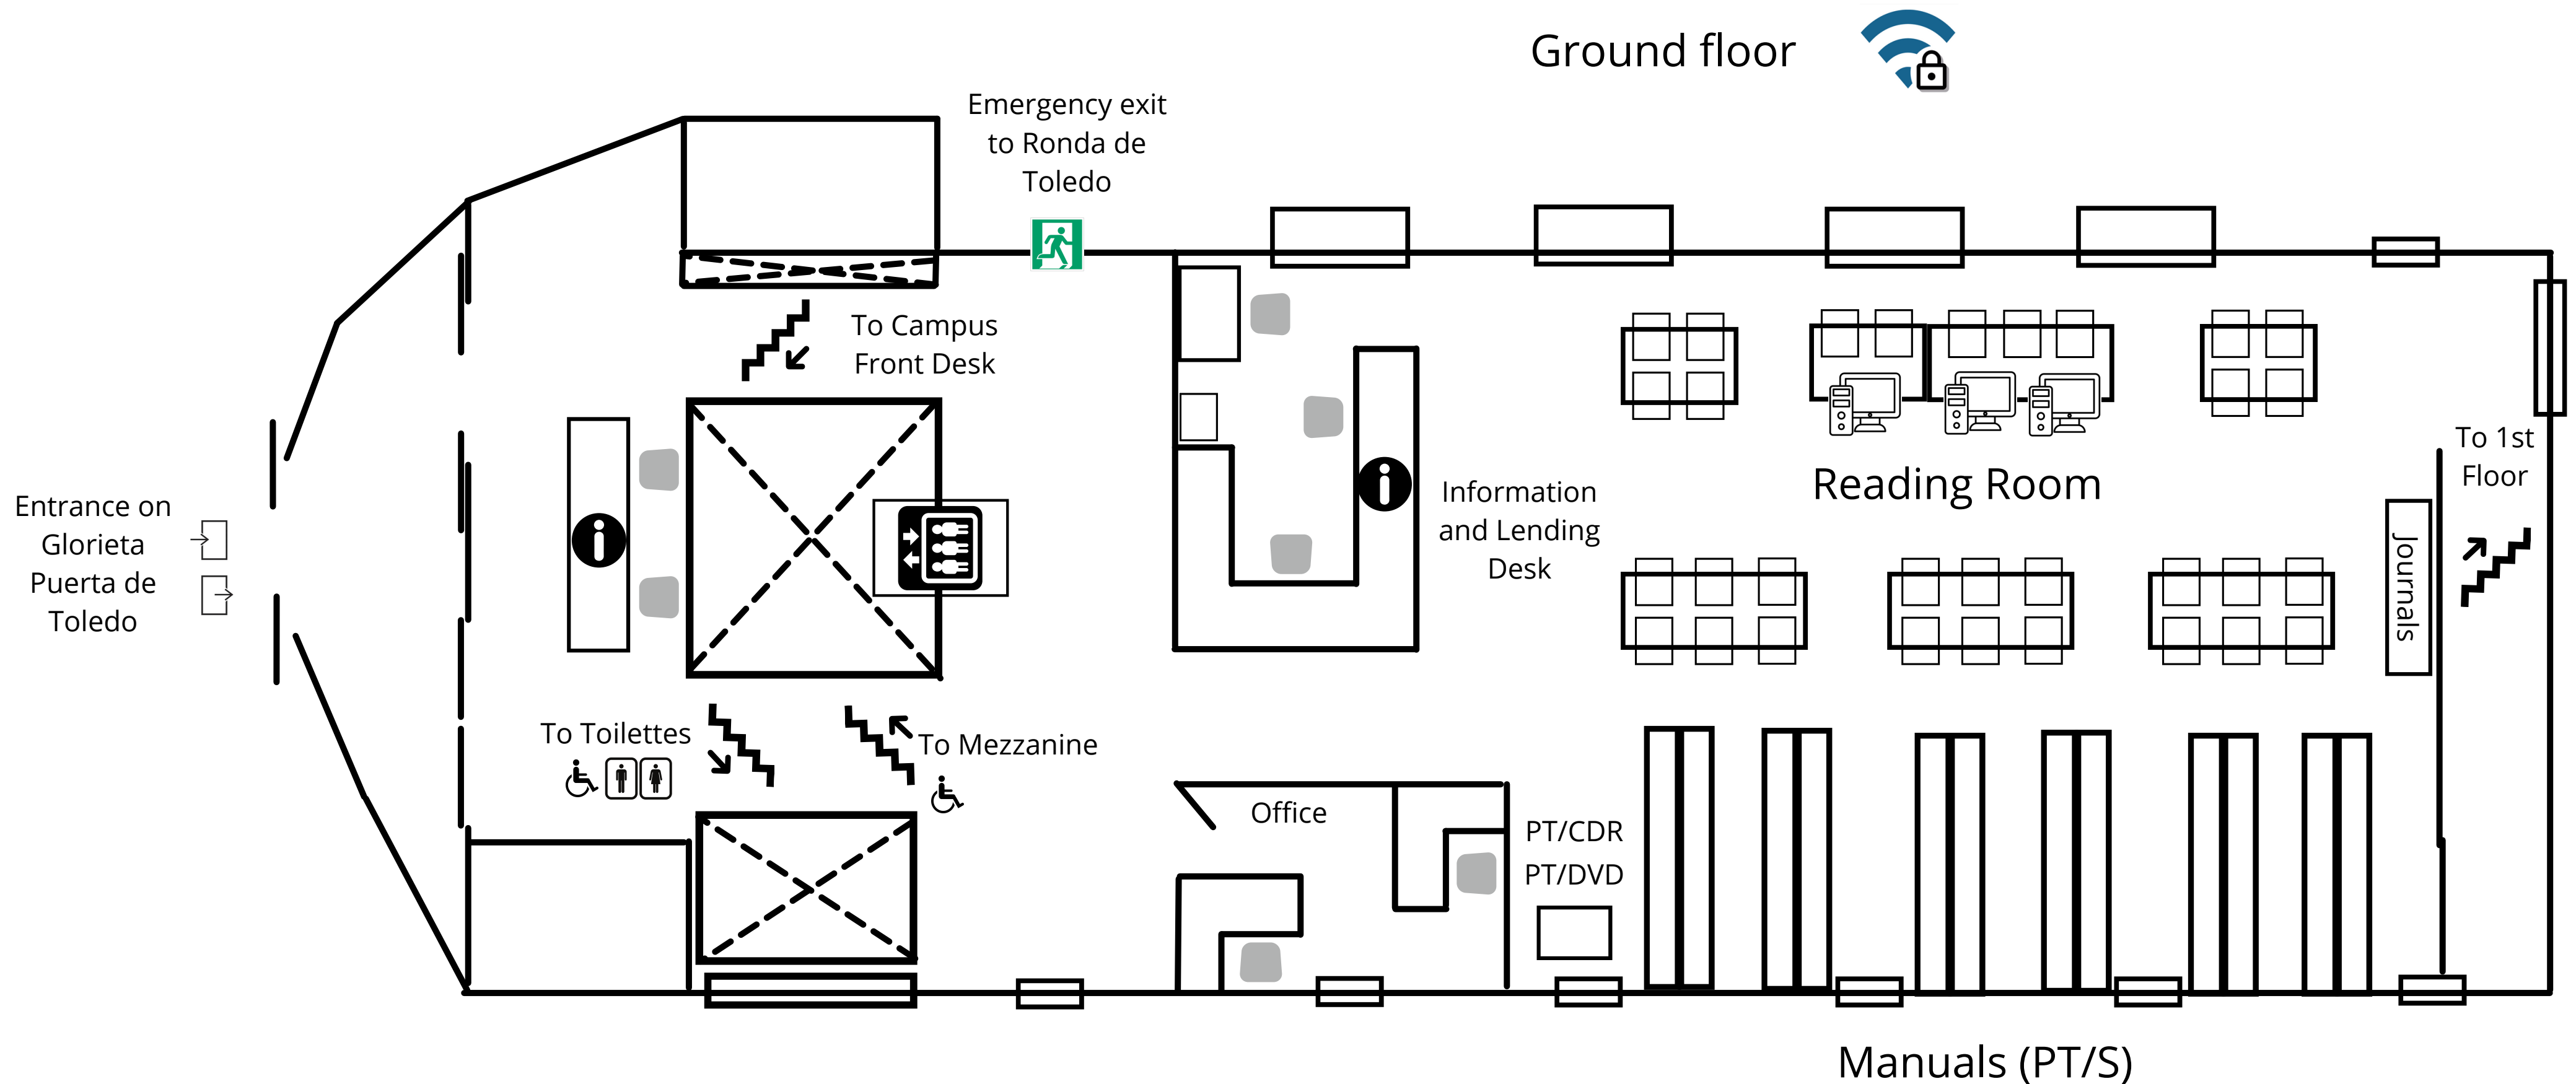 Ground floor
Emergency exit
to Ronda de
Toledo
To Campus
Front Desk
Entrance on
Glorieta
Puerta de
Toledo
Information
and Lending
Desk
Reading Room
To 1st
Floor
Journals
To Toilettes
To Mezzanine
Office
PT/CDR
PT/DVD
Manuals (PT/S)